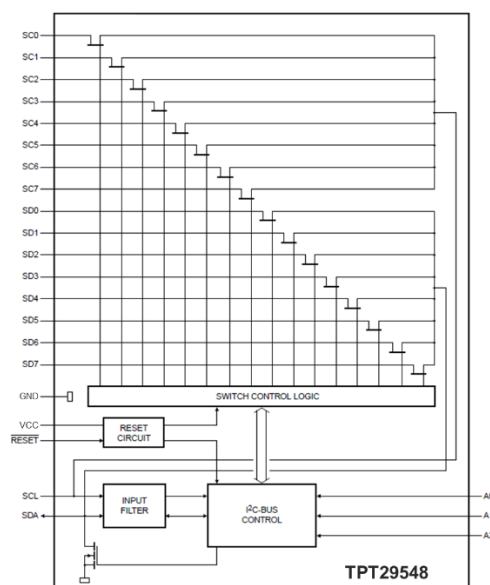 SC0
SC1
SC2
SC3
SC4
SC5
SC6
SC7
SD0
SD1
SD2
SD3
SD4
SD5
SD6
SD7
GND
SWITCH CONTROL LOGIC
VCC
RESET
RESET
CIRCUIT
SCL
SDA
INPUT
FILTER
I²C-BUS
CONTROL
TPT29548